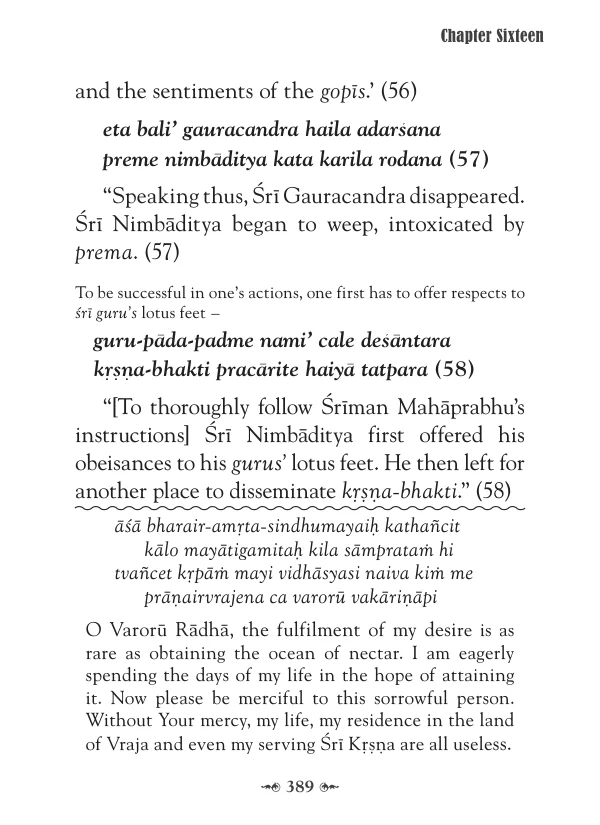 Chapter Sixteen
and the sentiments of the gopīs.’ (56)
eta bali’ gauracandra haila adarśana
preme nimbāditya kata karila rodana (57)
“Speaking thus, Śrī Gauracandra disappeared.
Śrī Nimbāditya began to weep, intoxicated by
prema. (57)
To be successful in one’s actions, one first has to offer respects to
śrī guru’s lotus feet –
guru-pāda-padme nami’ cale deśāntara
kṛṣṇa-bhakti pracārite haiyā tatpara (58)
“[To thoroughly follow Śrīman Mahāprabhu’s
instructions] Śrī Nimbāditya first offered his
obeisances to his gurus’ lotus feet. He then left for
another place to disseminate kṛṣṇa-bhakti.” (58)
āśā bharair-amṛta-sindhumayaiḥ kathañcit
kālo mayātigamitaḥ kila sāmprataṁ hi
tvañcet kṛpāṁ mayi vidhāsyasi naiva kiṁ me
prāṇairvrajena ca varorū vakāriṇāpi
O Varorū Rādhā, the fulfilment of my desire is as
rare as obtaining the ocean of nectar. I am eagerly
spending the days of my life in the hope of attaining
it. Now please be merciful to this sorrowful person.
Without Your mercy, my life, my residence in the land
of Vraja and even my serving Śrī Kṛṣṇa are all useless.
389